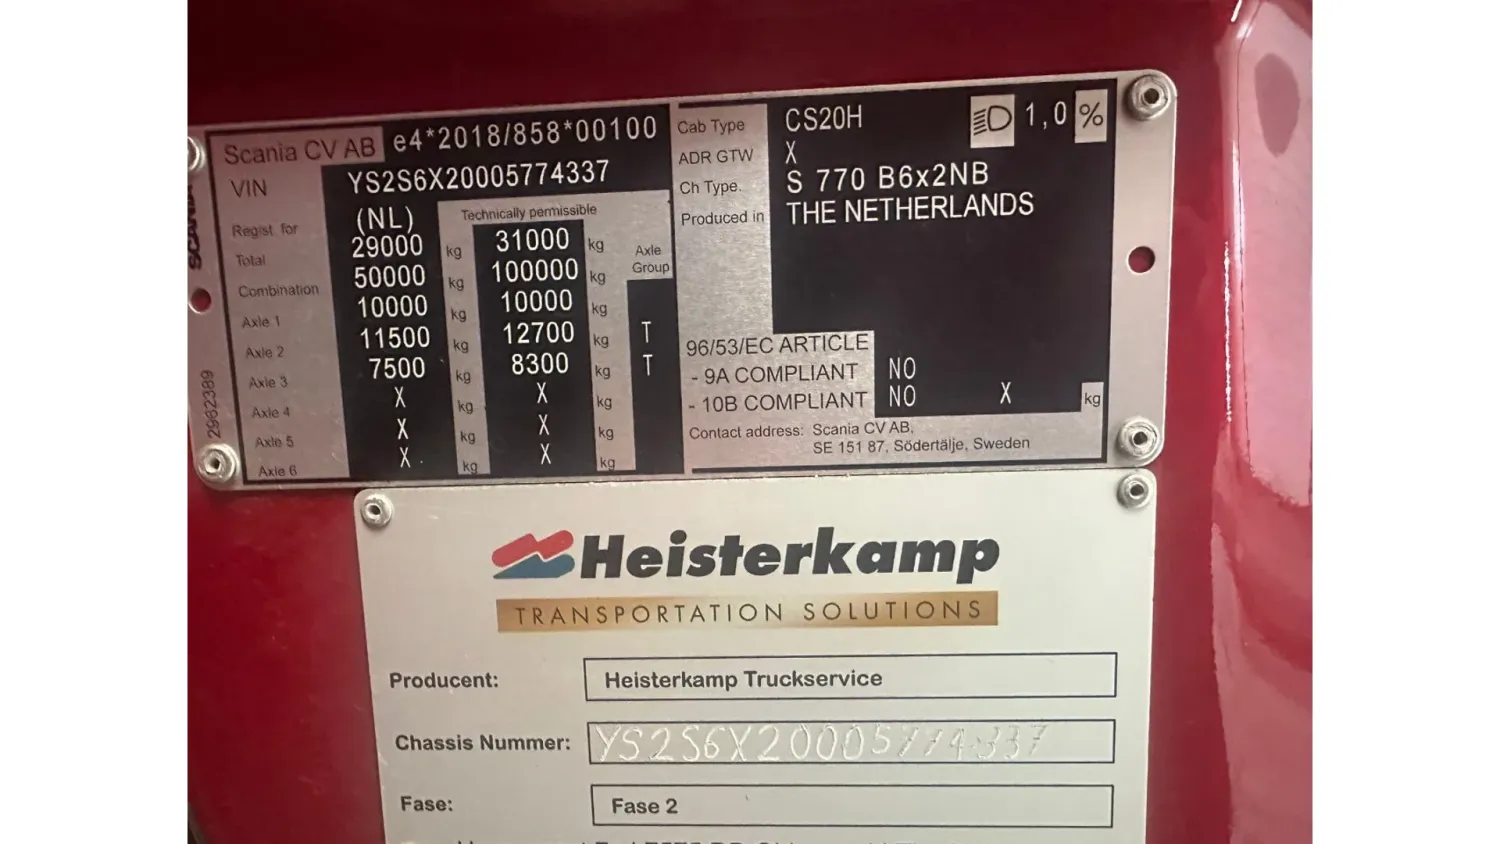 Scania CV AB e4*2018/858*00100
VIN YS2S6X20005774337
Regist. for (NL) Technically permissible
Total 29000 kg 31000 kg Axle Group
Combination 50000 kg 100000 kg
Axle 1 10000 kg 10000 kg
Axle 2 11500 kg 12700 kg T
Axle 3 7500 kg 8300 kg T
Axle 4 X kg X kg
Axle 5 X kg X kg
Axle 6 X kg X kg
2962389
SCANIA
Cab Type CS20H 1,0 %
ADR GTW X
Ch Type. S 770 B6x2NB
Produced in THE NETHERLANDS
96/53/EC ARTICLE
- 9A COMPLIANT NO
- 10B COMPLIANT NO X kg
Contact address: Scania CV AB,
SE 151 87, Södertälje, Sweden
Heisterkamp
TRANSPORTATION SOLUTIONS
Producent: Heisterkamp Truckservice
Chassis Nummer: YS2S6X20005774337
Fase: Fase 2